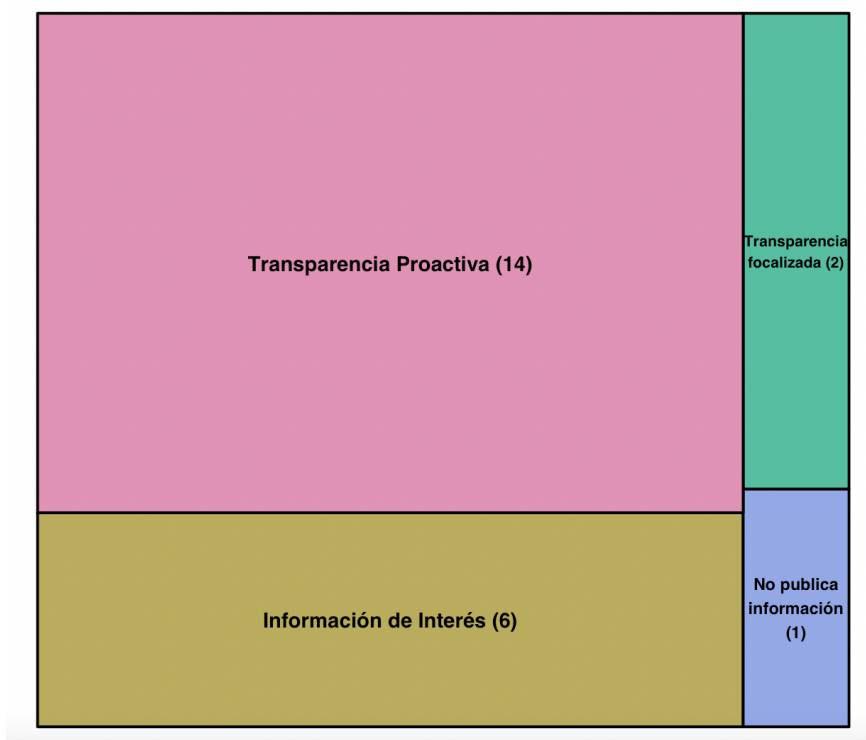 Transparencia Proactiva (14)
Transparencia
focalizada (2)
Información de Interés (6)
No publica
información
(1)